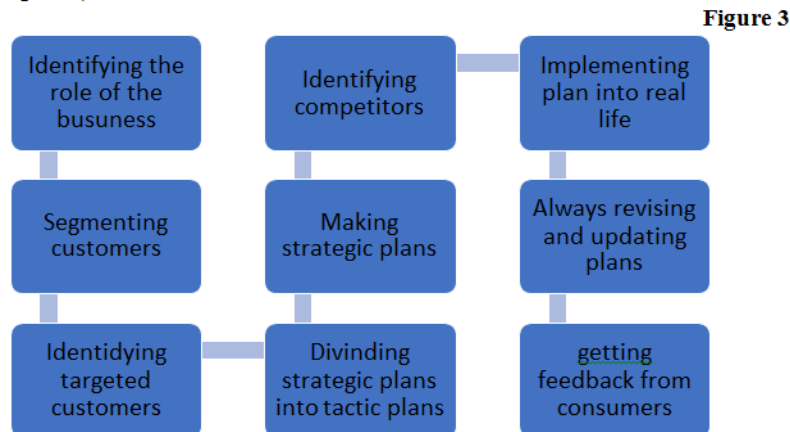 Figure 3
Identifying the
role of the
busuness
Segmenting
customers
Identidying
targeted
customers
Divinding
strategic plans
into tactic plans
Making
strategic plans
Identifying
competitors
Implementing
plan into real
life
Always revising
and updating
plans
getting
feedback from
consumers